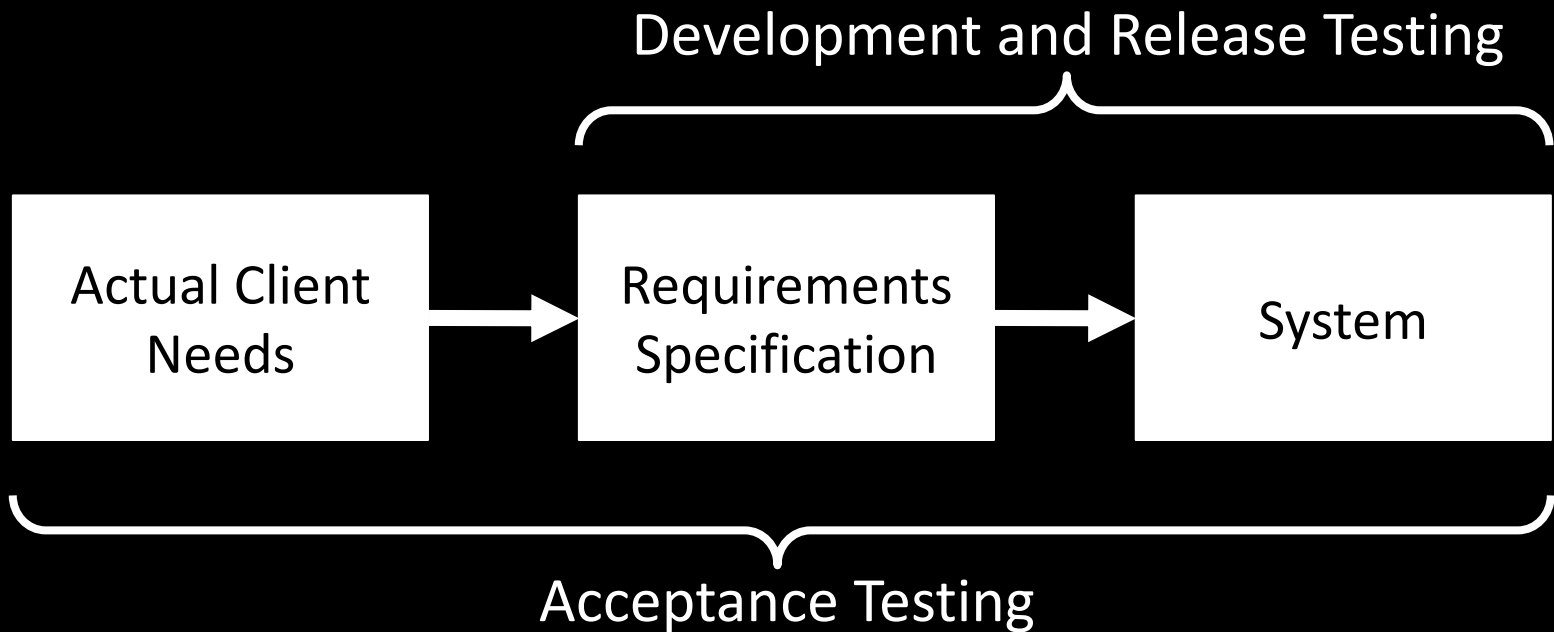 Development and Release Testing
Actual Client
Needs
Requirements
Specification
System
Acceptance Testing